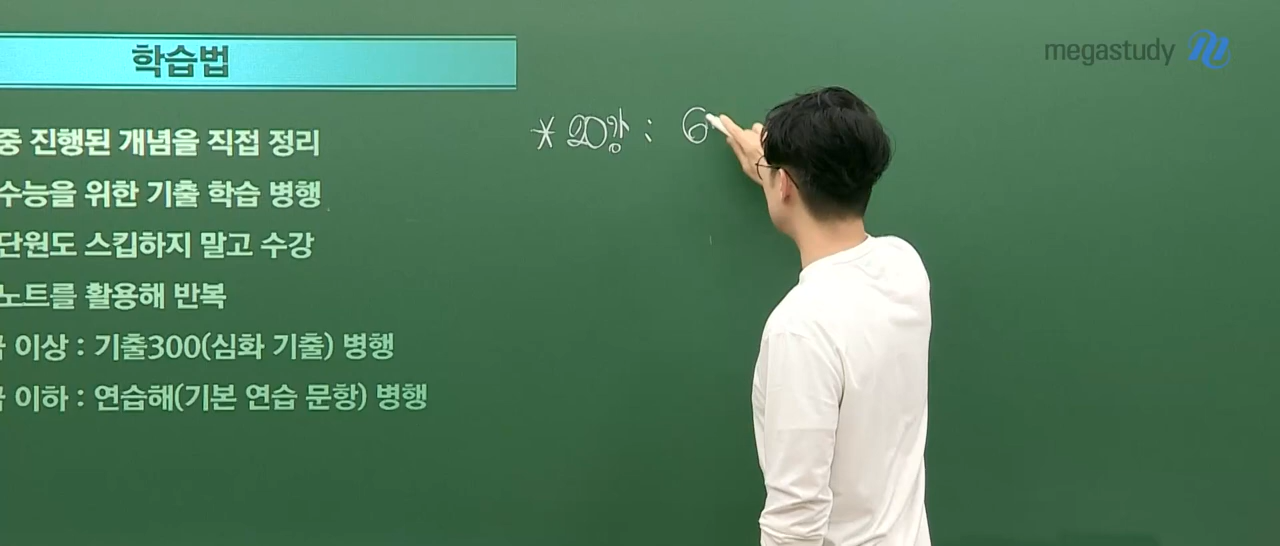 megastudy
학습법
중 진행된 개념을 직접 정리
수능을 위한 기출 학습 병행
단원도 스킵하지 말고 수강
노트를 활용해 반복
이상 : 기출300(심화 기출) 병행
이하 : 연습해(기본 연습 문항) 병행
* 20강 : 6